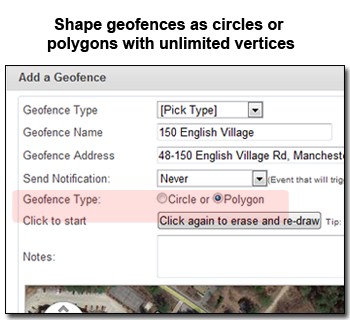 Shape geofences as circles or
polygons with unlimited vertices
Add a Geofence
Geofence Type [Pick Type]
Geofence Name 150 English Village
Geofence Address 48-150 English Village Rd, Manchest
Send Notification: Never (Event that will trig
Geofence Type: Circle or Polygon
Click to start Click again to erase and re-draw Tip:
Notes: